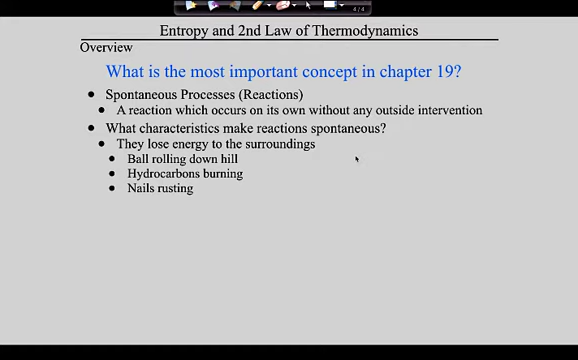 4/4
Entropy and 2nd Law of Thermodynamics
Overview
What is the most important concept in chapter 19?
● Spontaneous Processes (Reactions)
● A reaction which occurs on its own without any outside intervention
● What characteristics make reactions spontaneous?
● They lose energy to the surroundings
● Ball rolling down hill
● Hydrocarbons burning
● Nails rusting